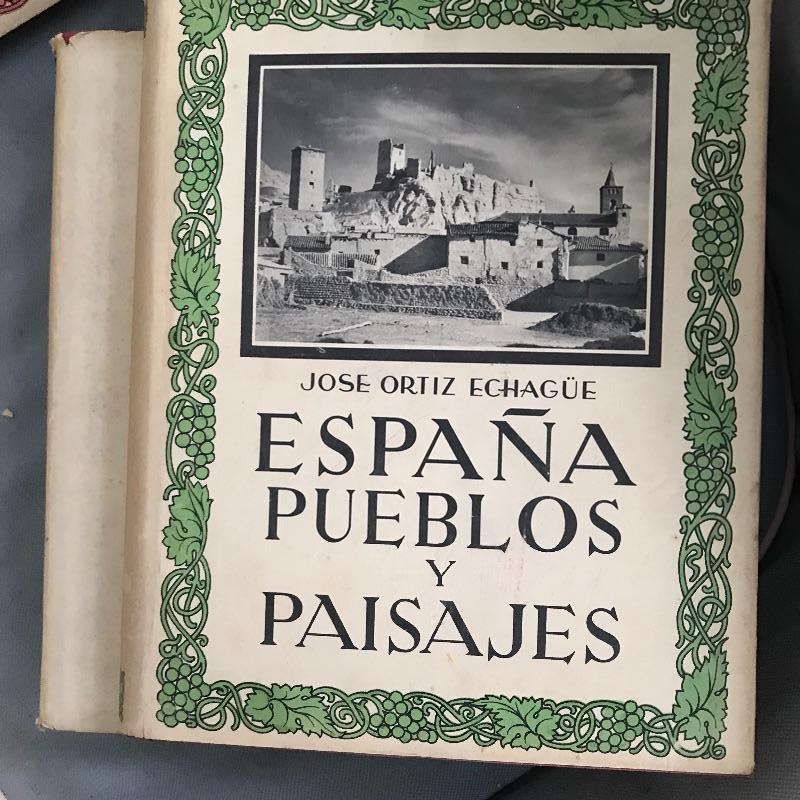 JOSE ORTIZ ECHAGÜE
ESPAÑA
PUEBLOS
Y
PAISAJES